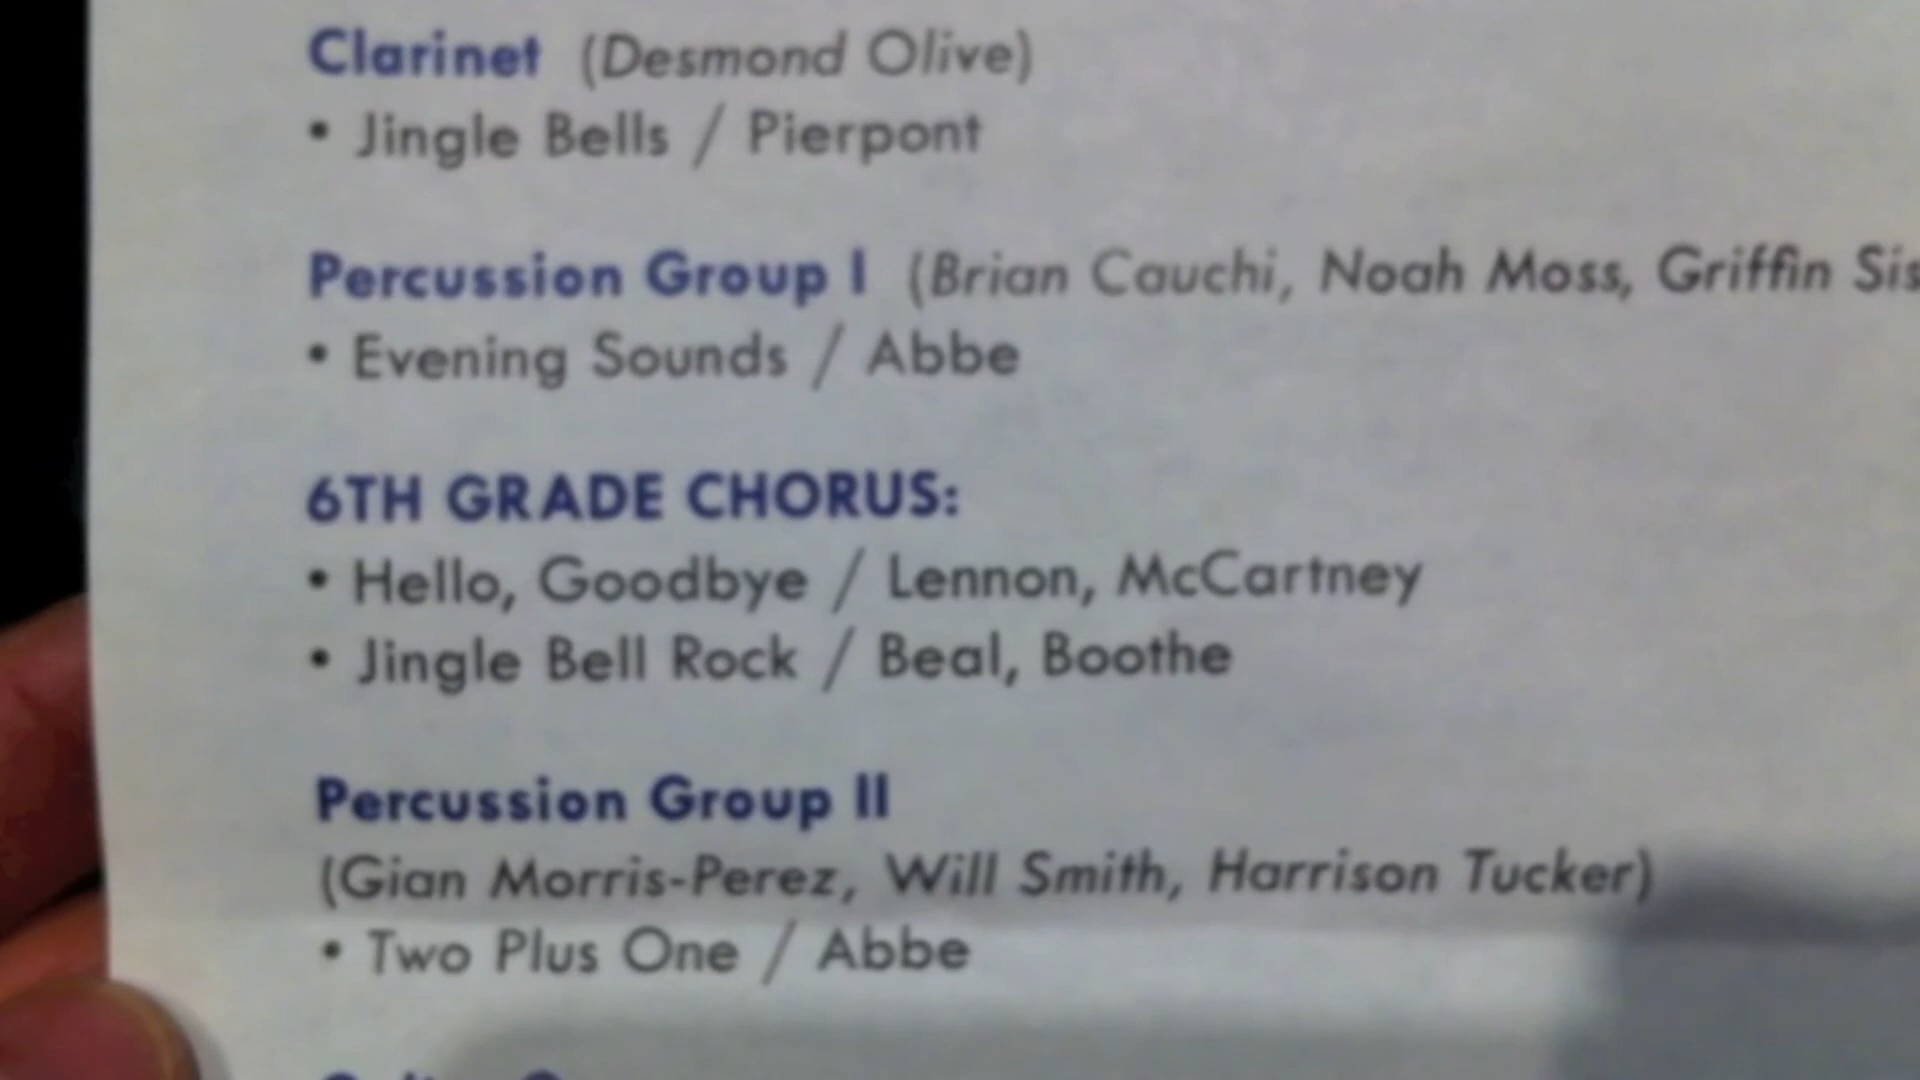 Clarinet (Desmond Olive)
• Jingle Bells / Pierpont
Percussion Group I (Brian Cauchi, Noah Moss, Griffin
• Evening Sounds / Abbe
6TH GRADE CHORUS:
• Hello, Goodbye / Lennon, McCartney
• Jingle Bell Rock / Beal, Boothe
Percussion Group II
(Gian Morris-Perez, Will Smith, Harrison Tucker)
• Two Plus One / Abbe